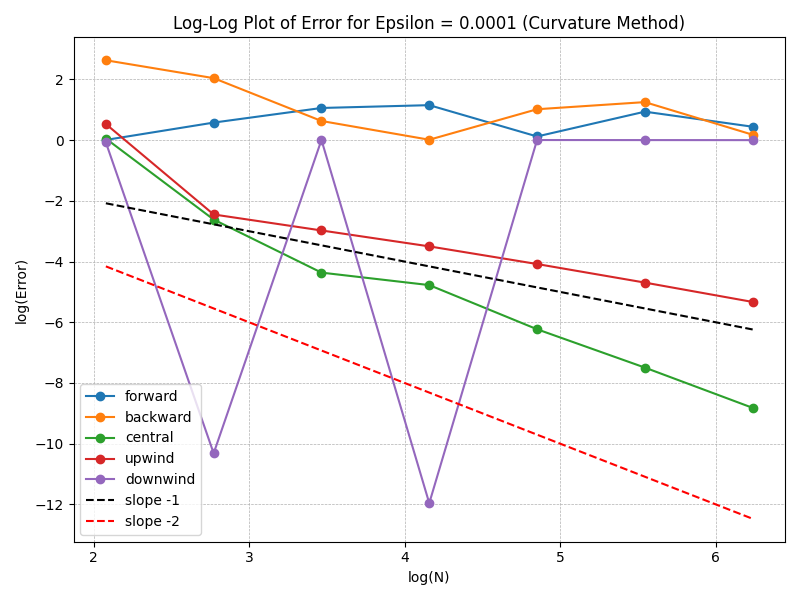 Log-Log Plot of Error for Epsilon = 0.0001 (Curvature Method)
log(Error)
2
0
−2
−4
−6
−8
−10
−12
forward
backward
central
upwind
downwind
slope -1
slope -2
2 3 4 5 6
log(N)